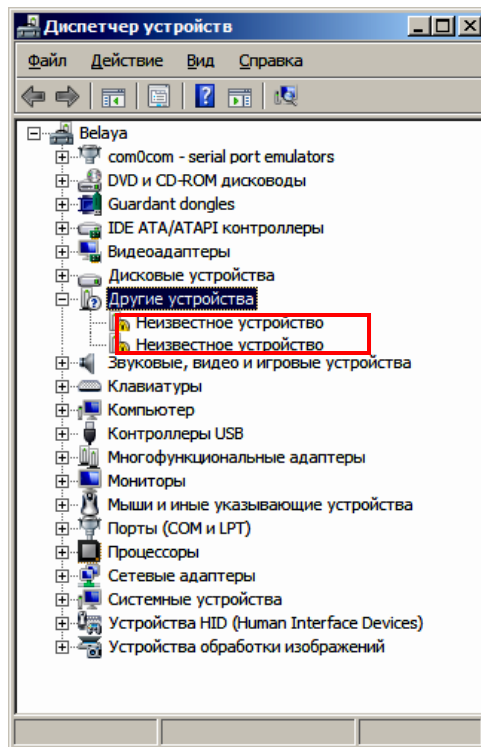 Диспетчер устройств
Файл Действие Вид Справка
Belaya
com0com - serial port emulators
DVD и CD-ROM дисководы
Guardant dongles
IDE ATA/ATAPI контроллеры
Видеоадаптеры
Дисковые устройства
Другие устройства
Неизвестное устройство
Неизвестное устройство
Звуковые, видео и игровые устройства
Клавиатуры
Компьютер
Контроллеры USB
Многофункциональные адаптеры
Мониторы
Мыши и иные указывающие устройства
Порты (COM и LPT)
Процессоры
Сетевые адаптеры
Системные устройства
Устройства HID (Human Interface Devices)
Устройства обработки изображений